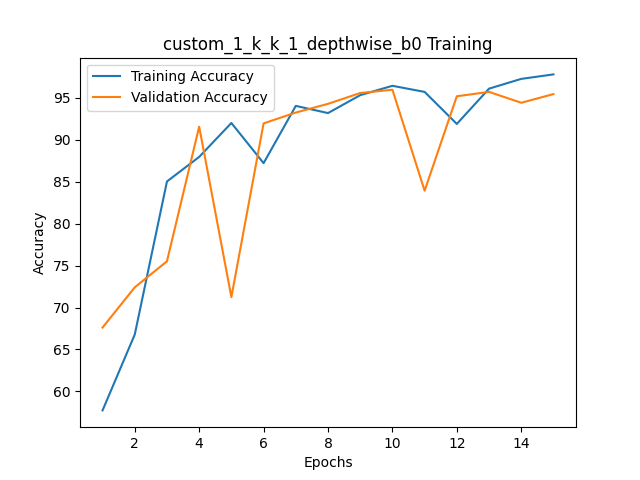 custom_1_k_k_1_depthwise_b0 Training
Training Accuracy
Validation Accuracy
95
90
85
80
75
70
65
60
Accuracy
2 4 6 8 10 12 14
Epochs